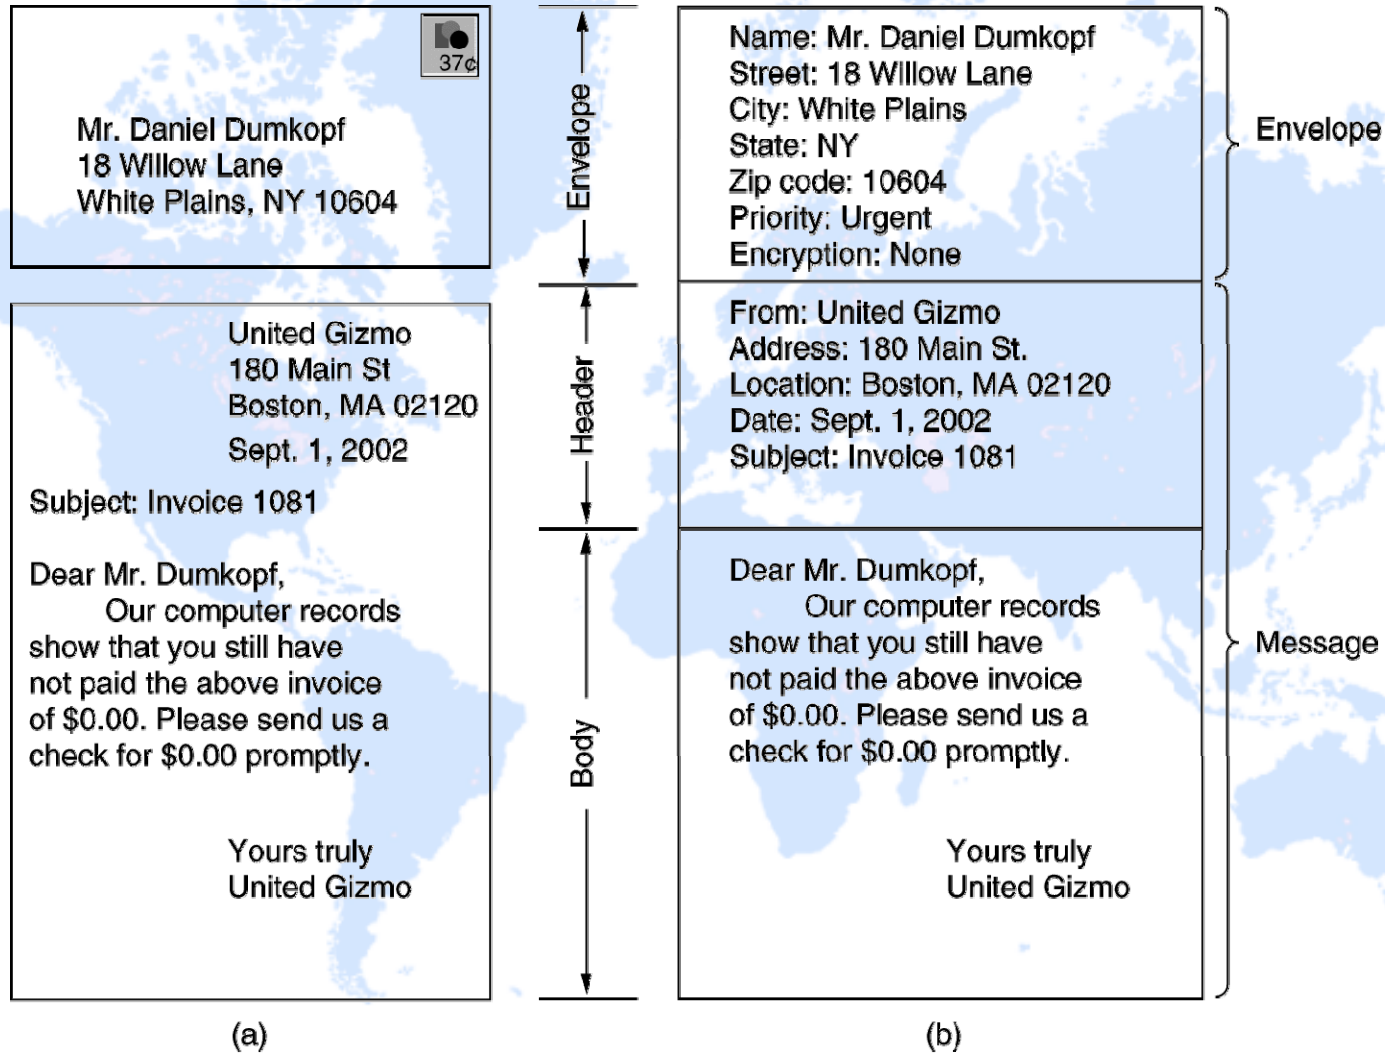 37¢
Mr. Daniel Dumkopf
18 Willow Lane
White Plains, NY 10604
United Gizmo
180 Main St
Boston, MA 02120
Sept. 1, 2002
Subject: Invoice 1081
Dear Mr. Dumkopf,
Our computer records
show that you still have
not paid the above invoice
of $0.00. Please send us a
check for $0.00 promptly.
Yours truly
United Gizmo
(a)
Envelope
Header
Body
Name: Mr. Daniel Dumkopf
Street: 18 Willow Lane
City: White Plains
State: NY
Zip code: 10604
Priority: Urgent
Encryption: None
From: United Gizmo
Address: 180 Main St.
Location: Boston, MA 02120
Date: Sept. 1, 2002
Subject: Invoice 1081
Dear Mr. Dumkopf,
Our computer records
show that you still have
not paid the above invoice
of $0.00. Please send us a
check for $0.00 promptly.
Yours truly
United Gizmo
(b)
Envelope
Message